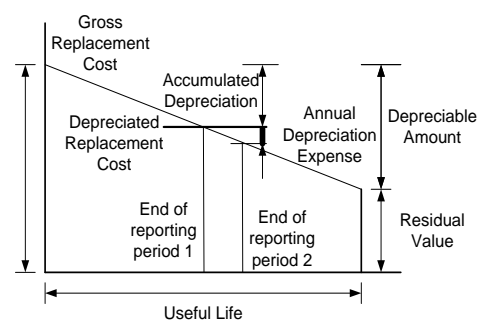 Gross
Replacement
Cost
Accumulated
Depreciation
Annual
Depreciation
Expense
Depreciable
Amount
Depreciated
Replacement
Cost
End of
reporting
period 1
End of
reporting
period 2
Residual
Value
Useful Life